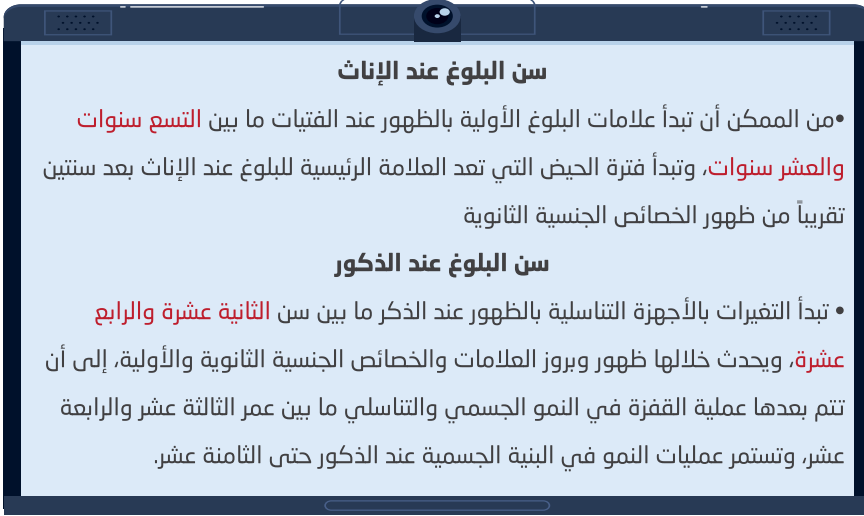 سن البلوغ عند الإناث
•من الممكن أن تبدأ علامات البلوغ الأولية بالظهور عند الفتيات ما بين التسع سنوات
والعشر سنوات، وتبدأ فترة الحيض التي تعد العلامة الرئيسية للبلوغ عند الإناث بعد سنتين
تقريباً من ظهور الخصائص الجنسية الثانوية
سن البلوغ عند الذكور
• تبدأ التغيرات بالأجهزة التناسلية بالظهور عند الذكر ما بين سن الثانية عشرة والرابع
عشرة، ويحدث خلالها ظهور وبروز العلامات والخصائص الجنسية الثانوية والأولية، إلى أن
تتم بعدها عملية القفزة في النمو الجسمي والتناسلي ما بين عمر الثالثة عشر والرابعة
عشر، وتستمر عمليات النمو في البنية الجسمية عند الذكور حتى الثامنة عشر.